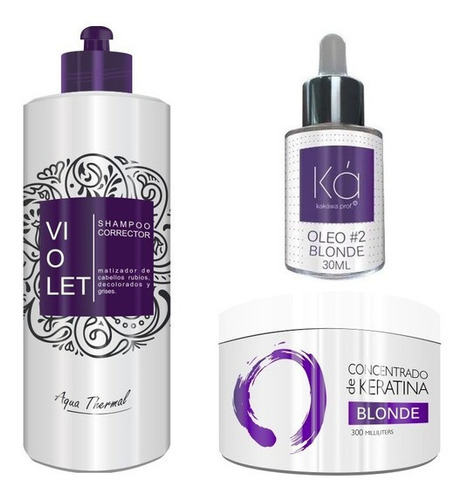 VI
O
LET
SHAMPOO
CORRECTOR
matizador de
cabellos rubios,
decolorados y
grises.
Aqua Thermal
Ká
kakawa prof
OLEO #2
BLONDE
30ML
CONCENTRADO
de KERATINA
BLONDE
300 MILLILITERS